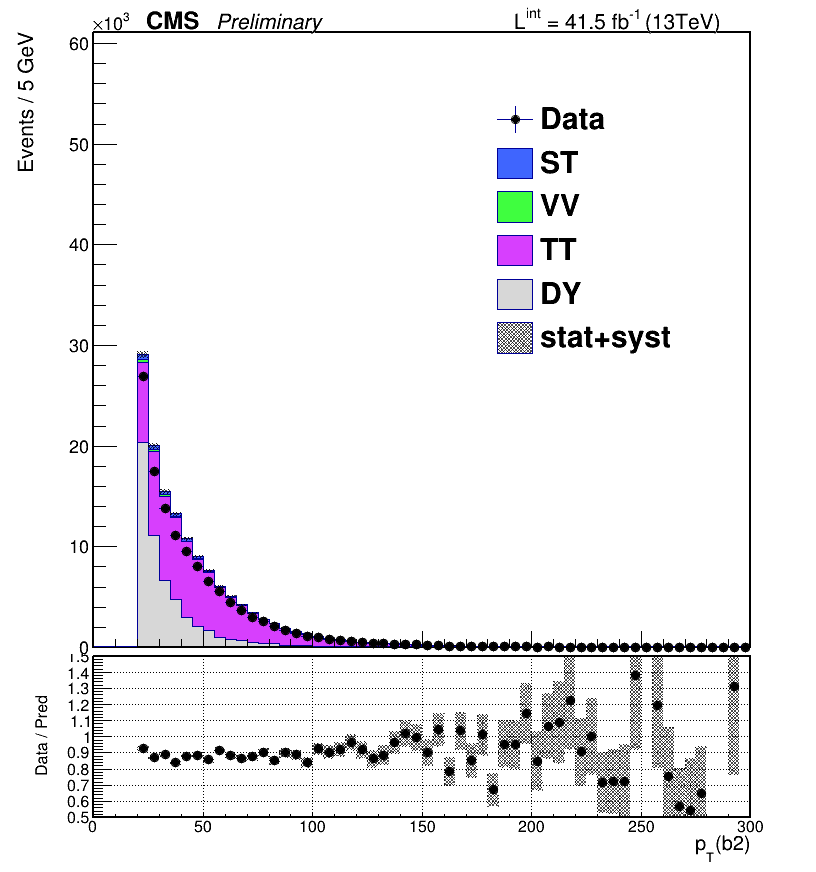 ×10³ CMS Preliminary L^int = 41.5 fb⁻¹ (13TeV)
Events / 5 GeV
60
50
40
30
20
10
0
Data
ST
VV
TT
DY
stat+syst
Data / Pred
1.5
1.4
1.3
1.2
1.1
1
0.9
0.8
0.7
0.6
0.5
0 50 100 150 200 250 300
p_T(b2)